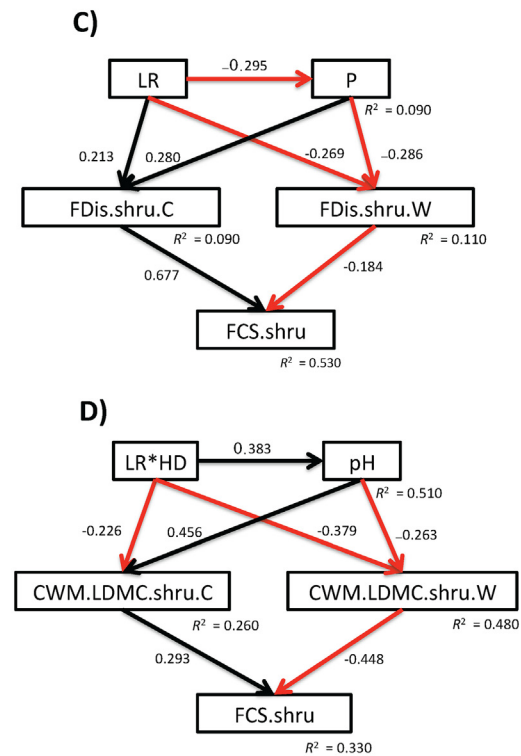 C)
–0.295
LR
P
R² = 0.090
0.213
0.280
-0.269
–0.286
FDis.shru.C
FDis.shru.W
R² = 0.090
R² = 0.110
0.677
-0.184
FCS.shru
R² = 0.530
D)
0.383
LR*HD
pH
R² = 0.510
-0.226
0.456
-0.379
–0.263
CWM.LDMC.shru.C
CWM.LDMC.shru.W
R² = 0.260
R² = 0.480
0.293
-0.448
FCS.shru
R² = 0.330